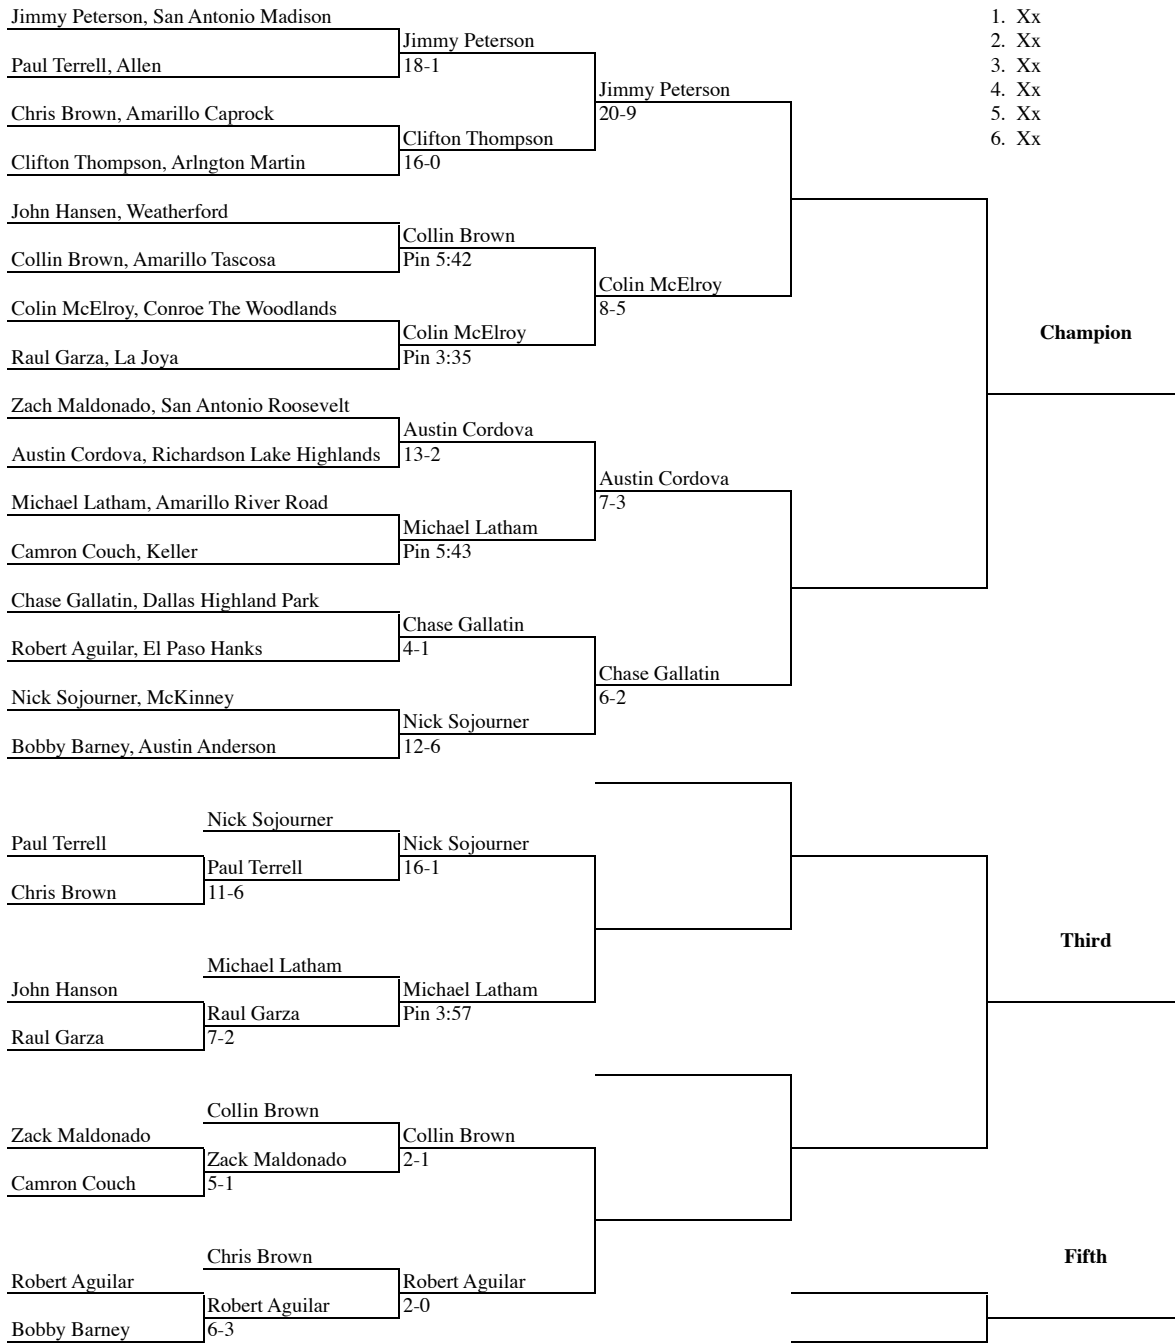 Jimmy Peterson, San Antonio Madison
1. Xx
Jimmy Peterson
2. Xx
Paul Terrell, Allen
18-1
3. Xx
Jimmy Peterson
4. Xx
Chris Brown, Amarillo Caprock
20-9
5. Xx
Clifton Thompson
6. Xx
Clifton Thompson, Arlngton Martin
16-0
John Hansen, Weatherford
Collin Brown
Collin Brown, Amarillo Tascosa
Pin 5:42
Colin McElroy
Colin McElroy, Conroe The Woodlands
8-5
Colin McElroy
Champion
Raul Garza, La Joya
Pin 3:35
Zach Maldonado, San Antonio Roosevelt
Austin Cordova
Austin Cordova, Richardson Lake Highlands
13-2
Austin Cordova
Michael Latham, Amarillo River Road
7-3
Michael Latham
Camron Couch, Keller
Pin 5:43
Chase Gallatin, Dallas Highland Park
Chase Gallatin
Robert Aguilar, El Paso Hanks
4-1
Chase Gallatin
Nick Sojourner, McKinney
6-2
Nick Sojourner
Bobby Barney, Austin Anderson
12-6
Nick Sojourner
Paul Terrell
Nick Sojourner
Paul Terrell
16-1
Chris Brown
11-6
Third
Michael Latham
John Hanson
Michael Latham
Raul Garza
Pin 3:57
Raul Garza
7-2
Collin Brown
Zack Maldonado
Collin Brown
Zack Maldonado
2-1
Camron Couch
5-1
Chris Brown
Fifth
Robert Aguilar
Robert Aguilar
Robert Aguilar
2-0
Bobby Barney
6-3